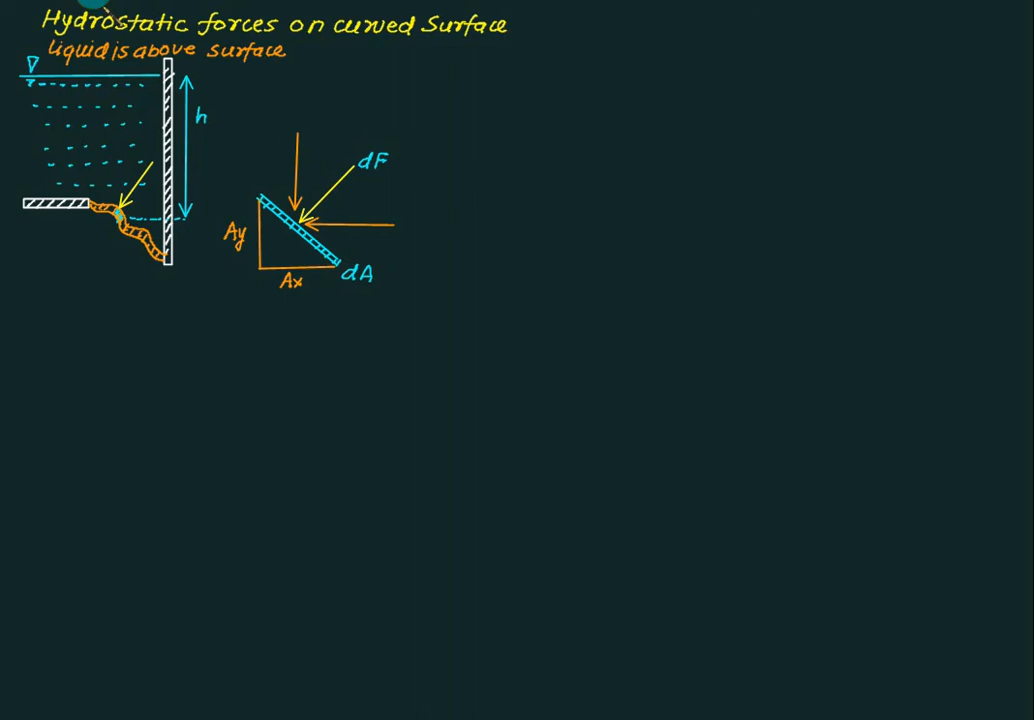 Hydrostatic forces on curved Surface
liquid is above surface
h
dF
Ay
Ax
dA